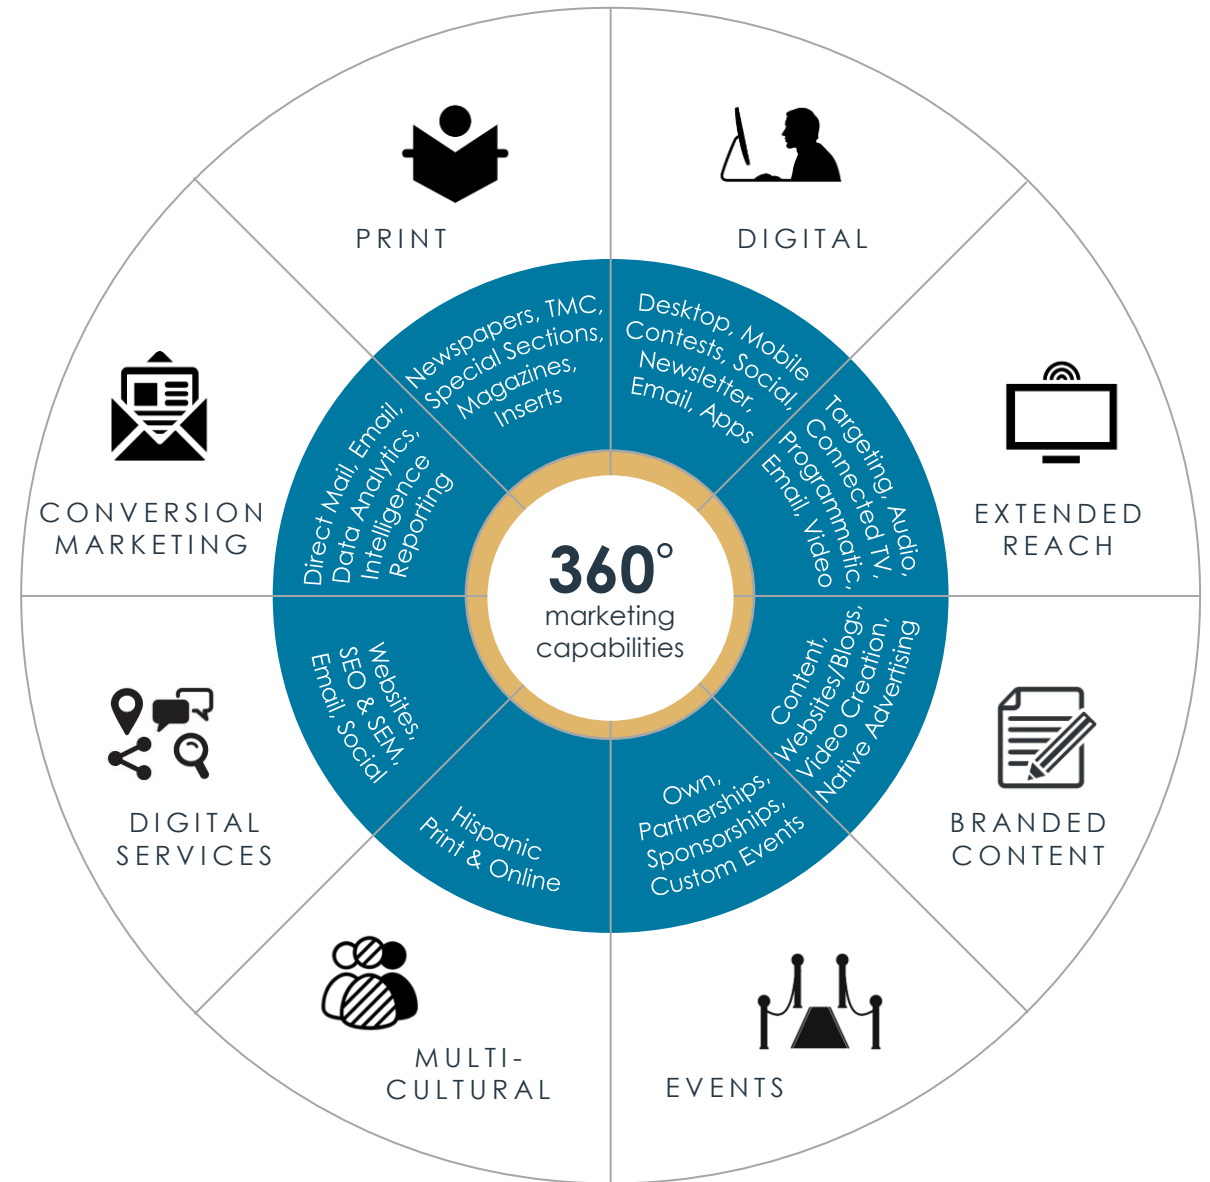 PRINT
DIGITAL
Newspapers, TMC,
Special Sections,
Magazines,
Inserts
Desktop, Mobile
Contests, Social,
Newsletter,
Email, Apps
CONVERSION
MARKETING
Direct Mail, Email,
Data Analytics,
Intelligence
Reporting
Targeting, Audio,
Connected TV,
Programmatic,
Email, Video
EXTENDED
REACH
360°
marketing
capabilities
DIGITAL
SERVICES
Websites,
SEO & SEM,
Email, Social
Content,
Websites/Blogs,
Video Creation,
Native Advertising
BRANDED
CONTENT
Hispanic
Print & Online
Own,
Partnerships,
Sponsorships,
Custom Events
MULTI-
CULTURAL
EVENTS